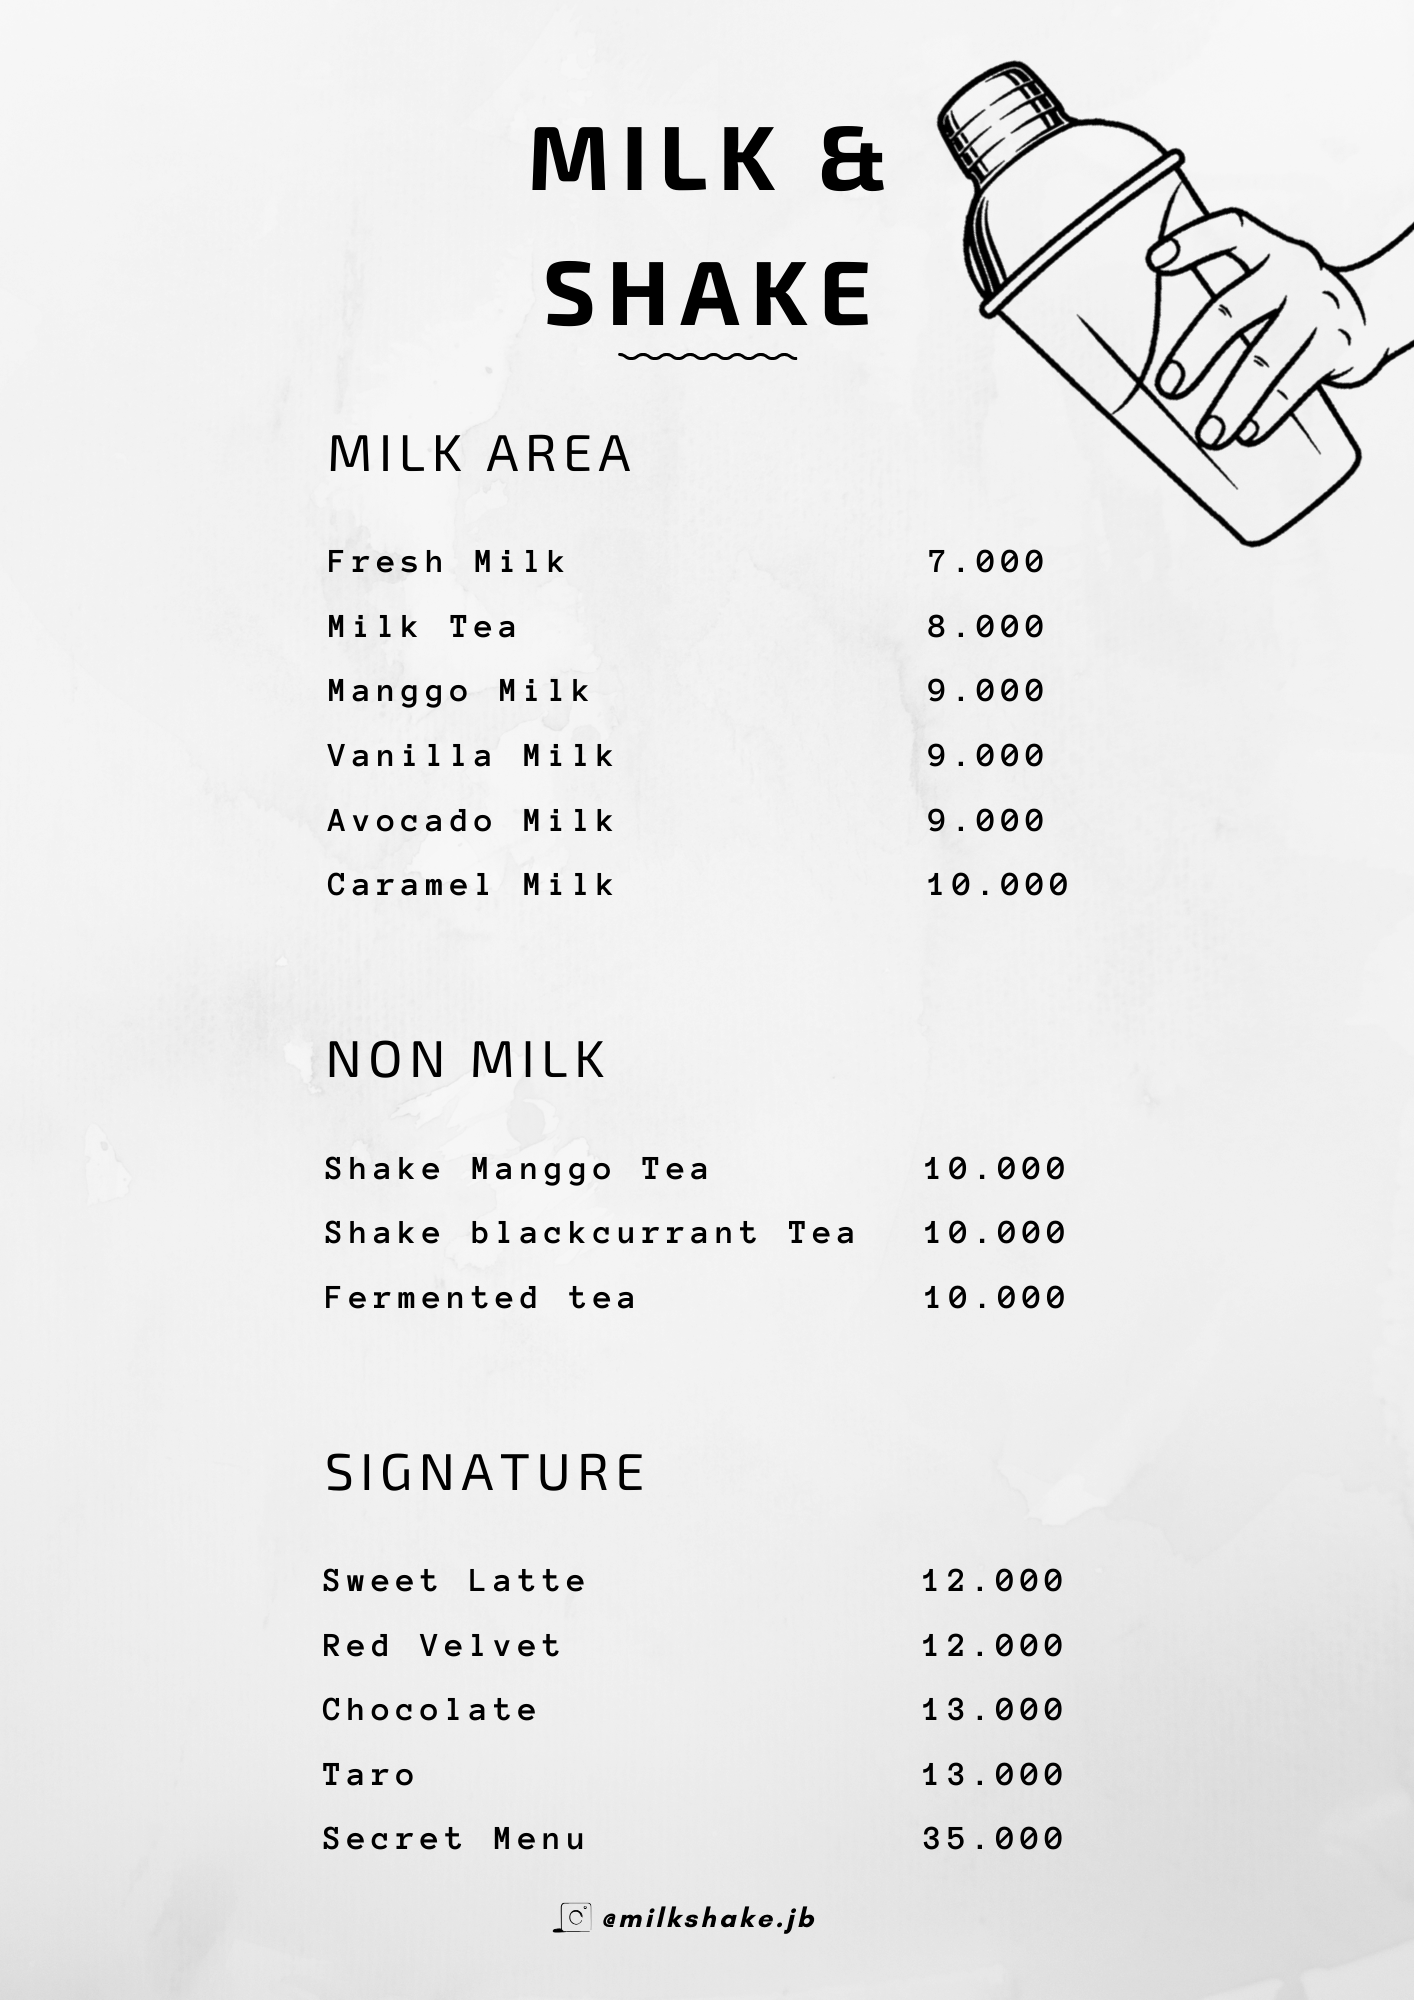 MILK &
SHAKE
MILK AREA
Fresh Milk 7.000
Milk Tea 8.000
Manggo Milk 9.000
Vanilla Milk 9.000
Avocado Milk 9.000
Caramel Milk 10.000
NON MILK
Shake Manggo Tea 10.000
Shake blackcurrant Tea 10.000
Fermented tea 10.000
SIGNATURE
Sweet Latte 12.000
Red Velvet 12.000
Chocolate 13.000
Taro 13.000
Secret Menu 35.000
@milkshake.jb